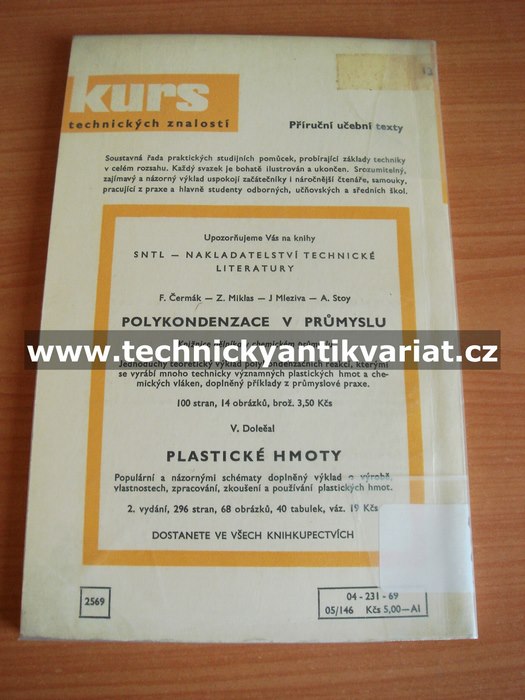 kurs
technických znalostí
12
Příruční učební texty
Soustavná řada praktických studijních pomůcek, probírající základy techniky
v celém rozsahu. Každý svazek je bohatě ilustrován a ukončen. Srozumitelný,
zajímavý a názorný výklad uspokojí začátečníky i náročnější čtenáře, samouky,
pracující z praxe a hlavně studenty odborných, učňovských a středních škol.
Upozorňujeme Vás na knihy
SNTL — NAKLADATELSTVÍ TECHNICKÉ
LITERATURY
F. Čermák — Z. Miklas — J Mleziva — A. Stoy
POLYKONDENZACE V PRŮMYSLU
www.technickyantikvariat.cz
Jednoduchý teoretický výklad polykondenzačních reakcí, kterými
se vyrábí mnoho technicky významných plastických hmot a che-
mických vláken, doplněný příklady z průmyslové praxe.
100 stran, 14 obrázků, brož. 3,50 Kčs
V. Doležal
PLASTICKÉ HMOTY
Populární a názornými schématy doplněný výklad o výrobě,
vlastnostech, zpracování, zkoušení a používání plastických hmot.
2. vydání, 296 stran, 68 obrázků, 40 tabulek, váz. 19 Kčs
DOSTANETE VE VŠECH KNIHKUPECTVÍCH
2569
04 - 231 - 69
05/146 Kčs 5,00—AI